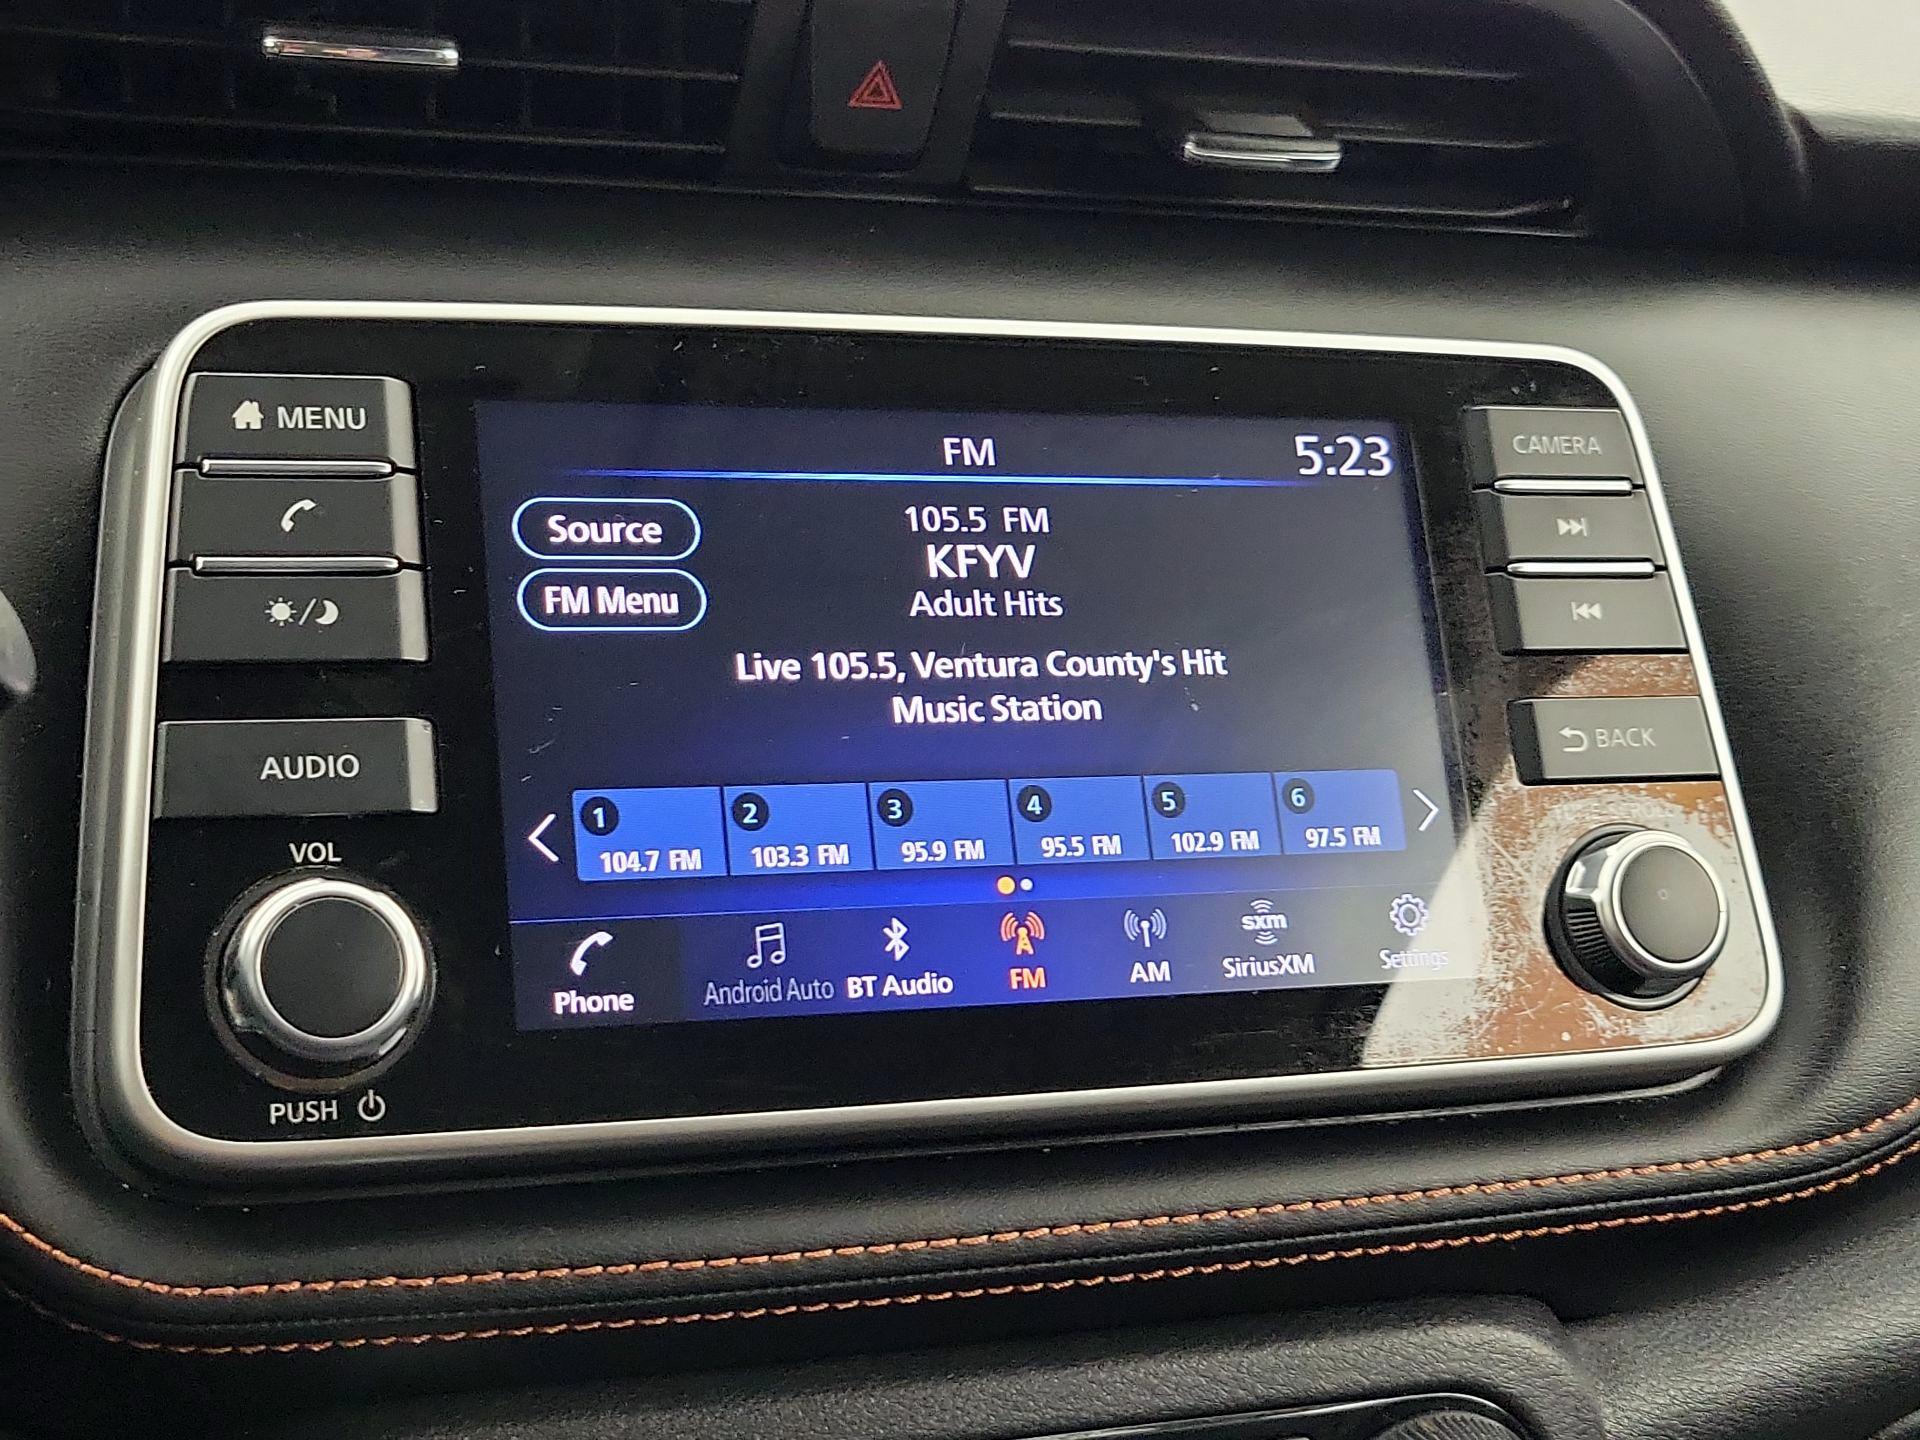 MENU
AUDIO
VOL
PUSH
FM
5:23
Source
FM Menu
105.5 FM
KFYV
Adult Hits
Live 105.5, Ventura County's Hit
Music Station
1
104.7 FM
2
103.3 FM
3
95.9 FM
4
95.5 FM
5
102.9 FM
6
97.5 FM
Phone
Android Auto
BT Audio
FM
AM
sxm
SiriusXM
Settings
CAMERA
BACK
PUSH